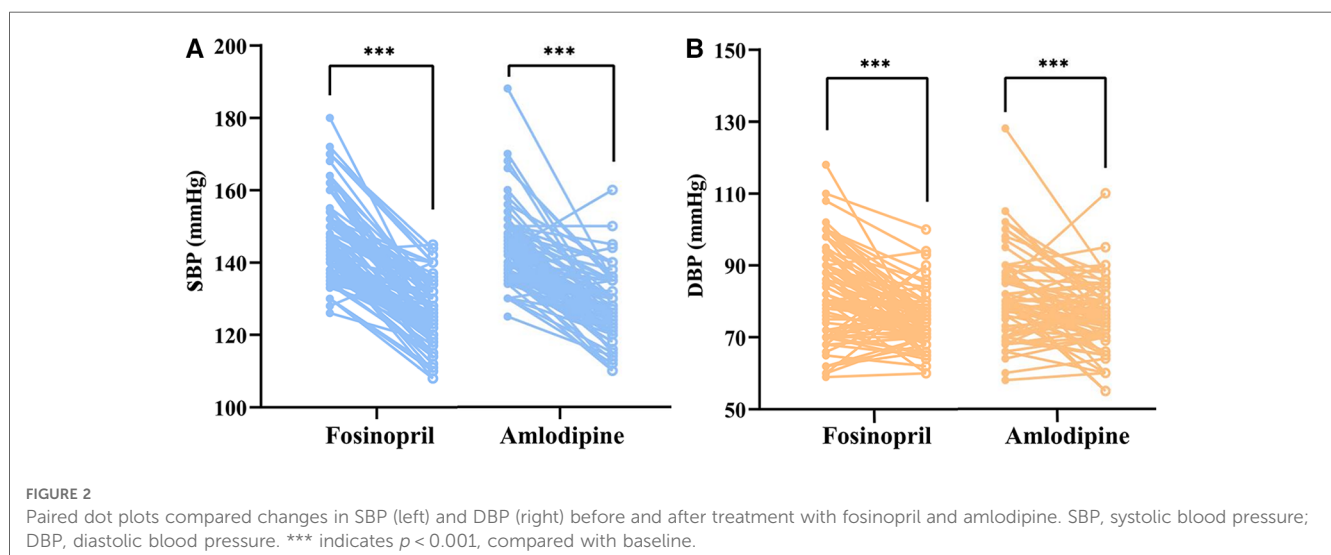 A
B
***
***
***
***
SBP (mmHg)
200
180
160
140
120
100
Fosinopril
Amlodipine
DBP (mmHg)
150
130
110
90
70
50
Fosinopril
Amlodipine
FIGURE 2
Paired dot plots compared changes in SBP (left) and DBP (right) before and after treatment with fosinopril and amlodipine. SBP, systolic blood pressure;
DBP, diastolic blood pressure. *** indicates p < 0.001, compared with baseline.